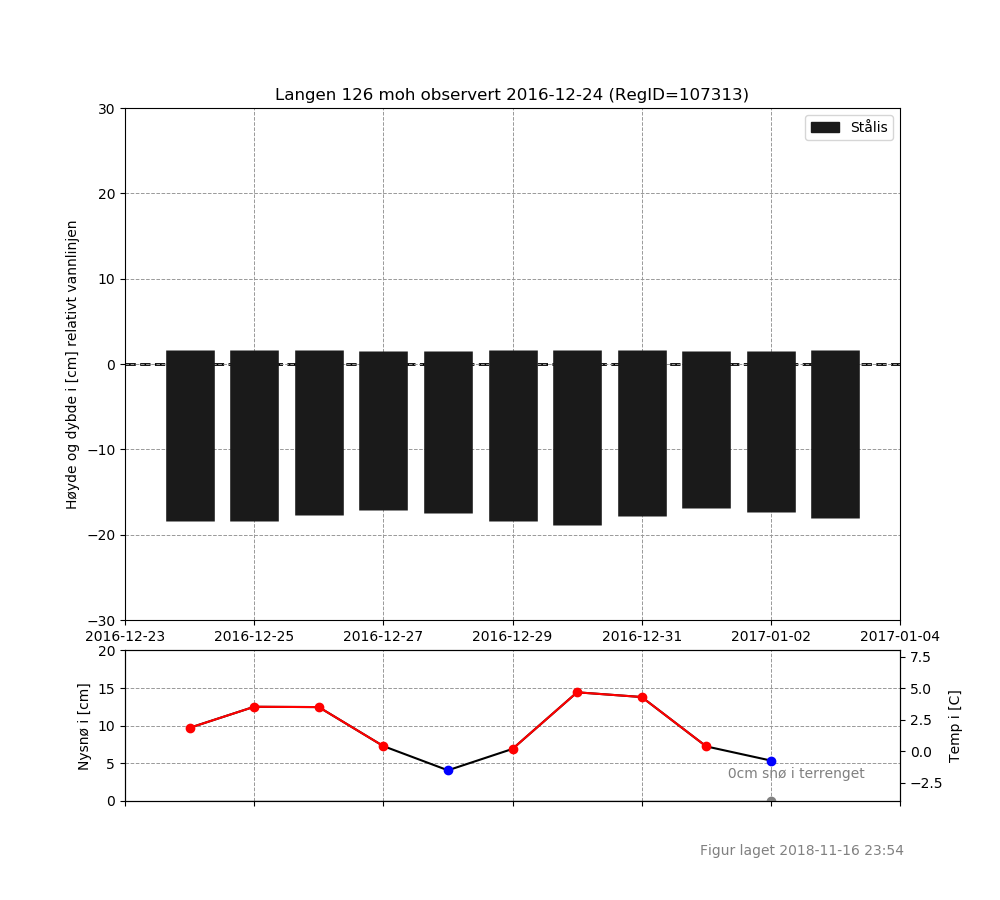 Langen 126 moh observert 2016-12-24 (RegID=107313)
Stålis
Høyde og dybde i [cm] relativt vannlinjen
30
20
10
0
−10
−20
−30
2016-12-23 2016-12-25 2016-12-27 2016-12-29 2016-12-31 2017-01-02 2017-01-04
Nysnø i [cm]
20
15
10
5
0
7.5
5.0
2.5
0.0
−2.5
Temp i [C]
0cm snø i terrenget
Figur laget 2018-11-16 23:54